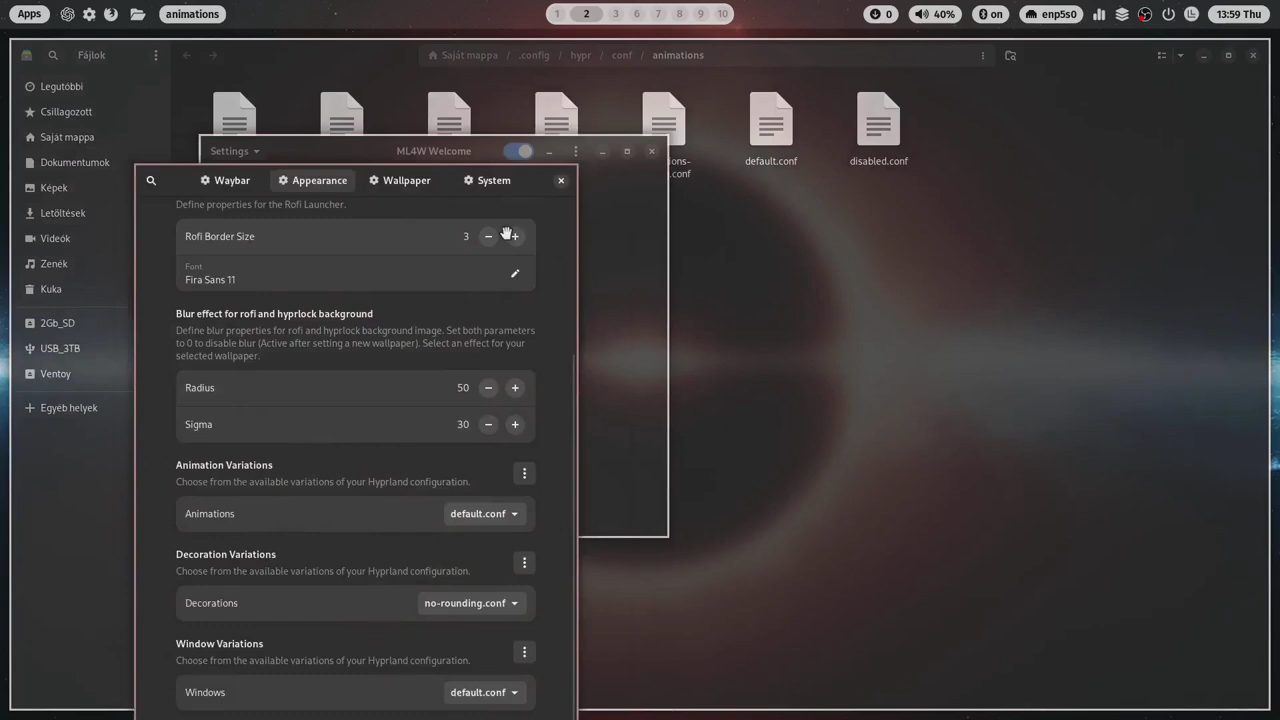 Apps
animations
1 2 3 4 5 6 7 8 9 10
0
40%
on
enp5s0
13:59 Thu
Fájlok
Saját mappa / .config / hypr / conf / animations
Legutóbbi
Csillagozott
Saját mappa
Dokumentumok
Képek
Letöltések
Videók
Zenék
Kuka
2Gb_SD
USB_3TB
Ventoy
Egyéb helyek
default.conf
disabled.conf
Settings
ML4W Welcome
Waybar
Appearance
Wallpaper
System
Define properties for the Rofi Launcher.
Rofi Border Size
3
Font
Fira Sans 11
Blur effect for rofi and hyprlock background
Define blur properties for rofi and hyprlock background image. Set both parameters
to 0 to disable blur (Active after setting a new wallpaper). Select an effect for your
selected wallpaper.
Radius
50
Sigma
30
Animation Variations
Choose from the available variations of your Hyprland configuration.
Animations
default.conf
Decoration Variations
Choose from the available variations of your Hyprland configuration.
Decorations
no-rounding.conf
Window Variations
Choose from the available variations of your Hyprland configuration.
Windows
default.conf